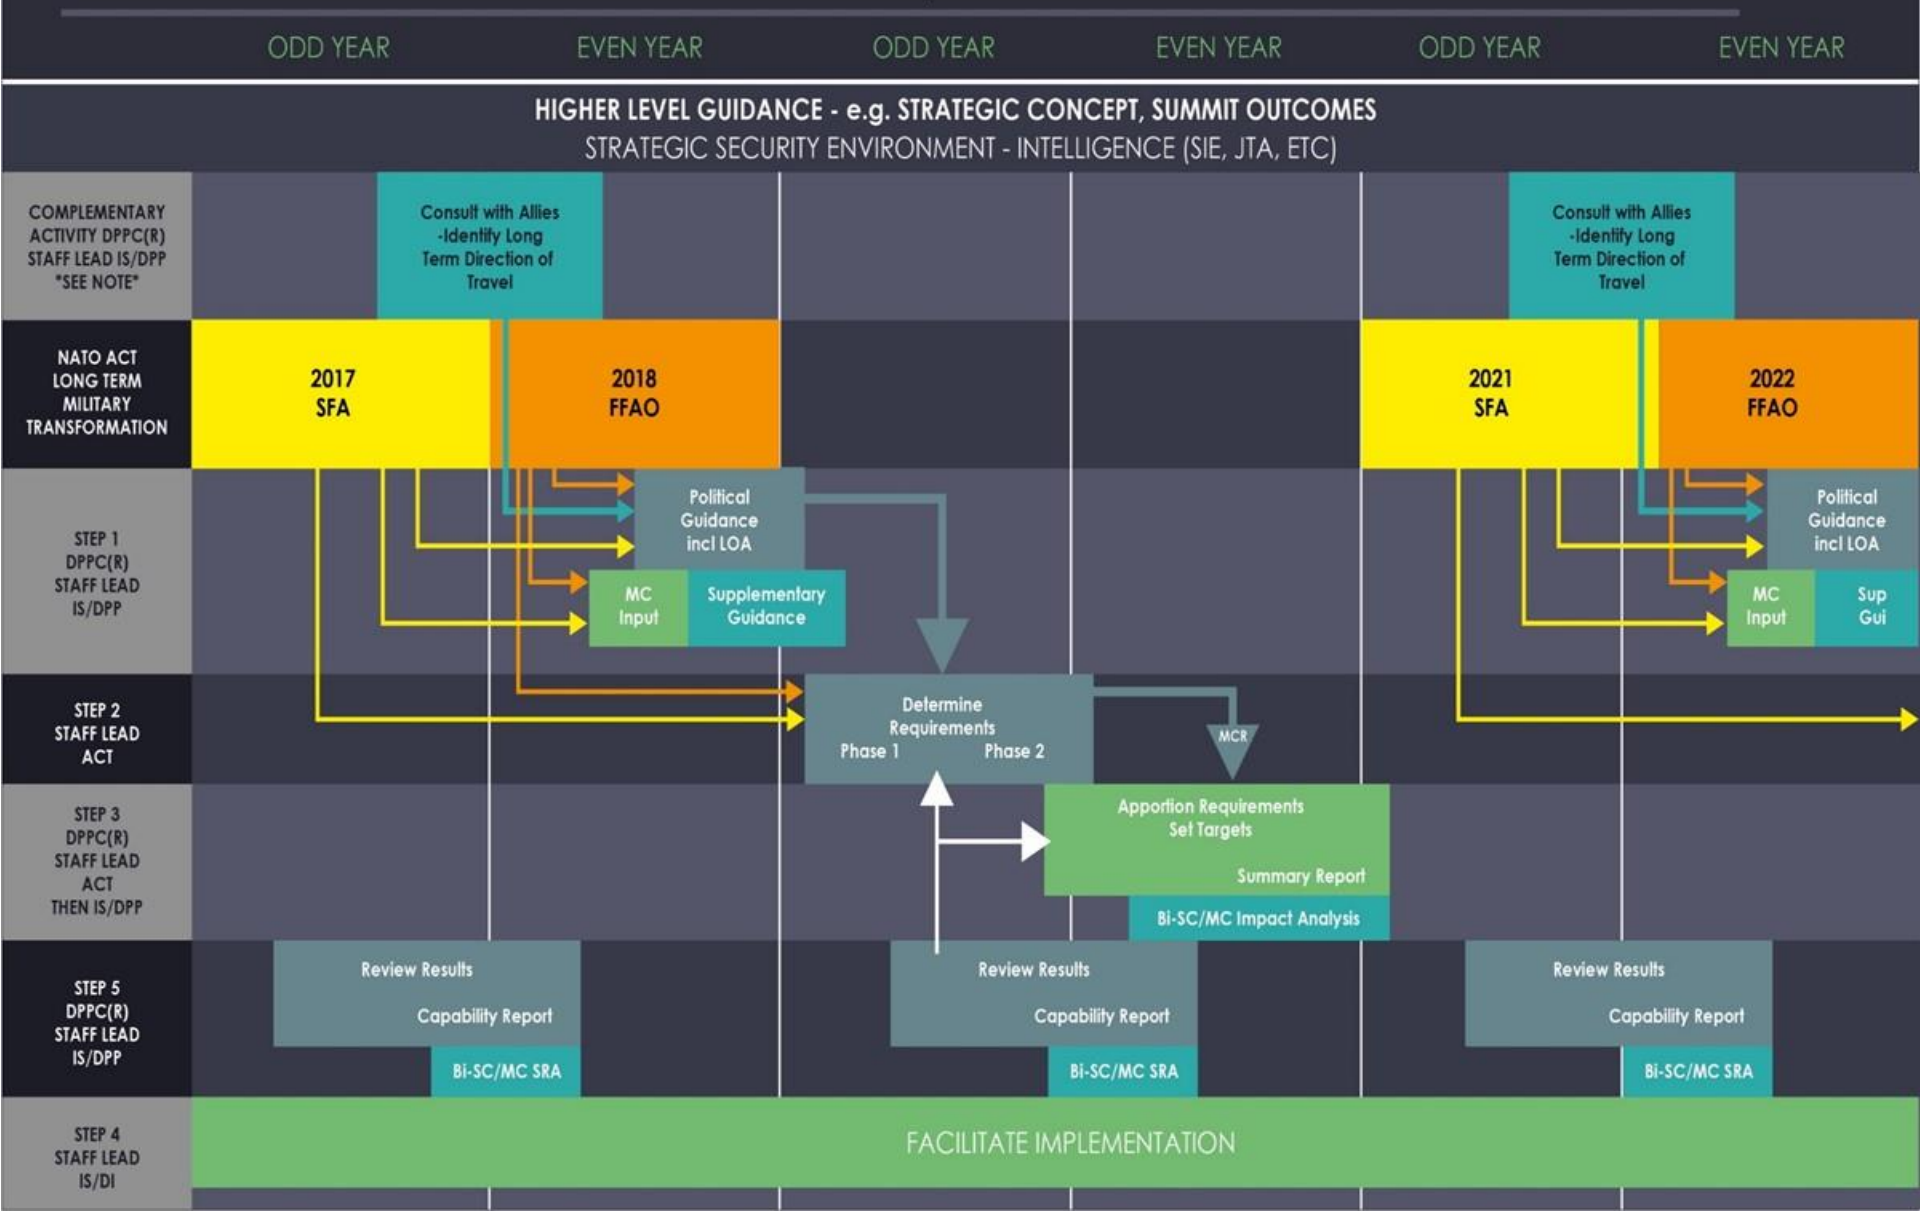 ODD YEAR
EVEN YEAR
ODD YEAR
EVEN YEAR
ODD YEAR
EVEN YEAR
HIGHER LEVEL GUIDANCE - e.g. STRATEGIC CONCEPT, SUMMIT OUTCOMES
STRATEGIC SECURITY ENVIRONMENT - INTELLIGENCE (SIE, JTA, ETC)
COMPLEMENTARY
ACTIVITY DPPC(R)
STAFF LEAD IS/DPP
"SEE NOTE"
Consult with Allies
-Identify Long
Term Direction of
Travel
Consult with Allies
-Identify Long
Term Direction of
Travel
NATO ACT
LONG TERM
MILITARY
TRANSFORMATION
2017
SFA
2018
FFAO
2021
SFA
2022
FFAO
STEP 1
DPPC(R)
STAFF LEAD
IS/DPP
Political
Guidance
incl LOA
MC
Input
Supplementary
Guidance
Political
Guidance
incl LOA
MC
Input
Sup
Gui
STEP 2
STAFF LEAD
ACT
Determine
Requirements
Phase 1
Phase 2
MCR
STEP 3
DPPC(R)
STAFF LEAD
ACT
THEN IS/DPP
Apportion Requirements
Set Targets
Summary Report
Bi-SC/MC Impact Analysis
STEP 5
DPPC(R)
STAFF LEAD
IS/DPP
Review Results
Capability Report
Bi-SC/MC SRA
Review Results
Capability Report
Bi-SC/MC SRA
Review Results
Capability Report
Bi-SC/MC SRA
STEP 4
STAFF LEAD
IS/DI
FACILITATE IMPLEMENTATION